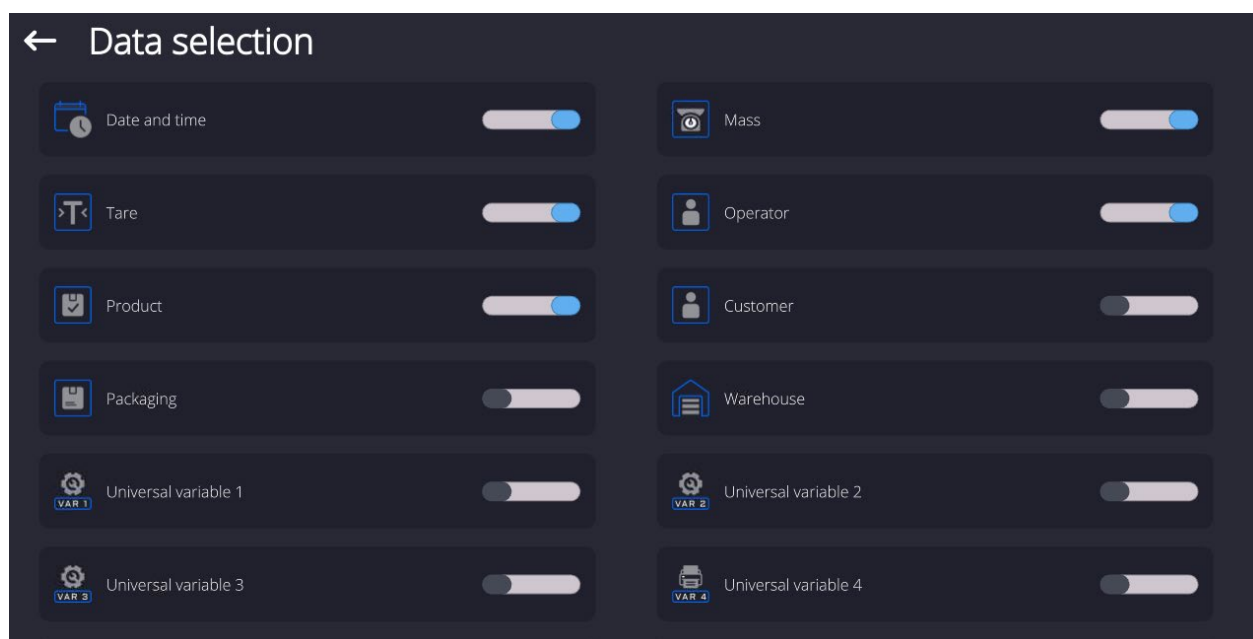 Data selection
Date and time
Mass
>T< Tare
Operator
Product
Customer
Packaging
Warehouse
VAR 1 Universal variable 1
VAR 2 Universal variable 2
VAR 3 Universal variable 3
VAR 4 Universal variable 4